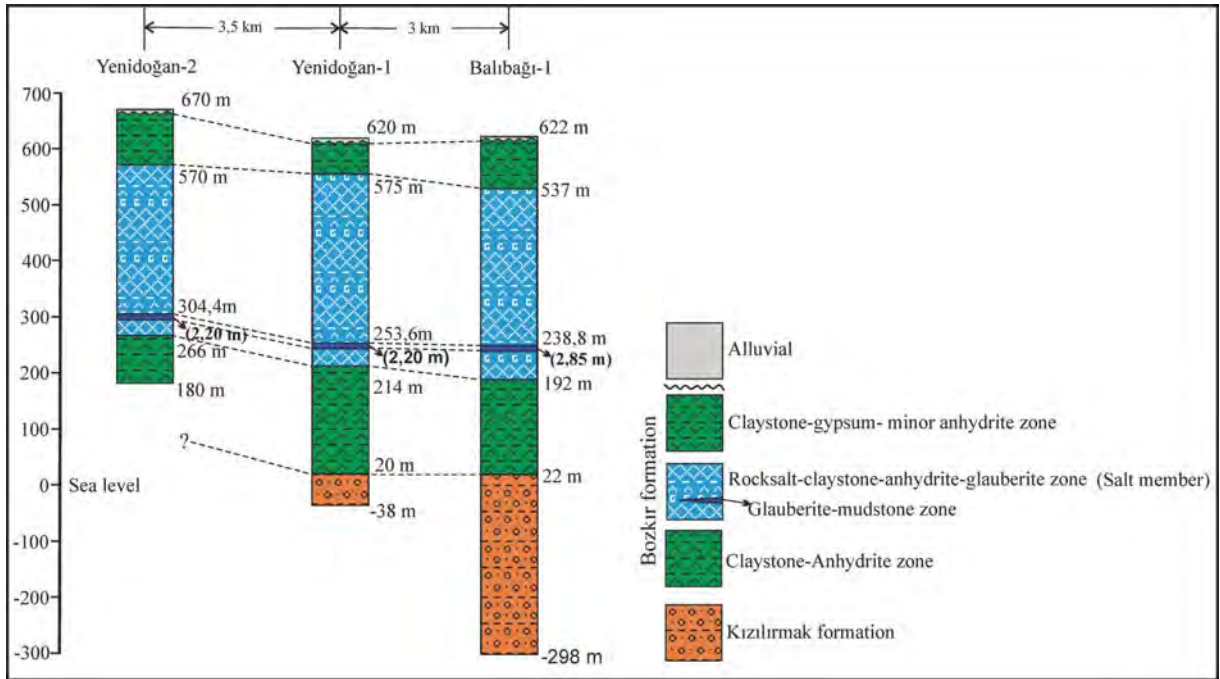 3,5 km
3 km
Yenidoğan-2
Yenidoğan-1
Balıbağı-1
700
600
500
400
300
200
100
0
-100
-200
-300
Sea level
670 m
570 m
304,4m
(2,20 m)
266 m
180 m
?
620 m
575 m
253,6m
(2,20 m)
214 m
20 m
-38 m
622 m
537 m
238,8 m
(2,85 m)
192 m
22 m
-298 m
Bozkır formation
Alluvial
Claystone-gypsum- minor anhydrite zone
Rocksalt-claystone-anhydrite-glauberite zone (Salt member)
Glauberite-mudstone zone
Claystone-Anhydrite zone
Kızılırmak formation